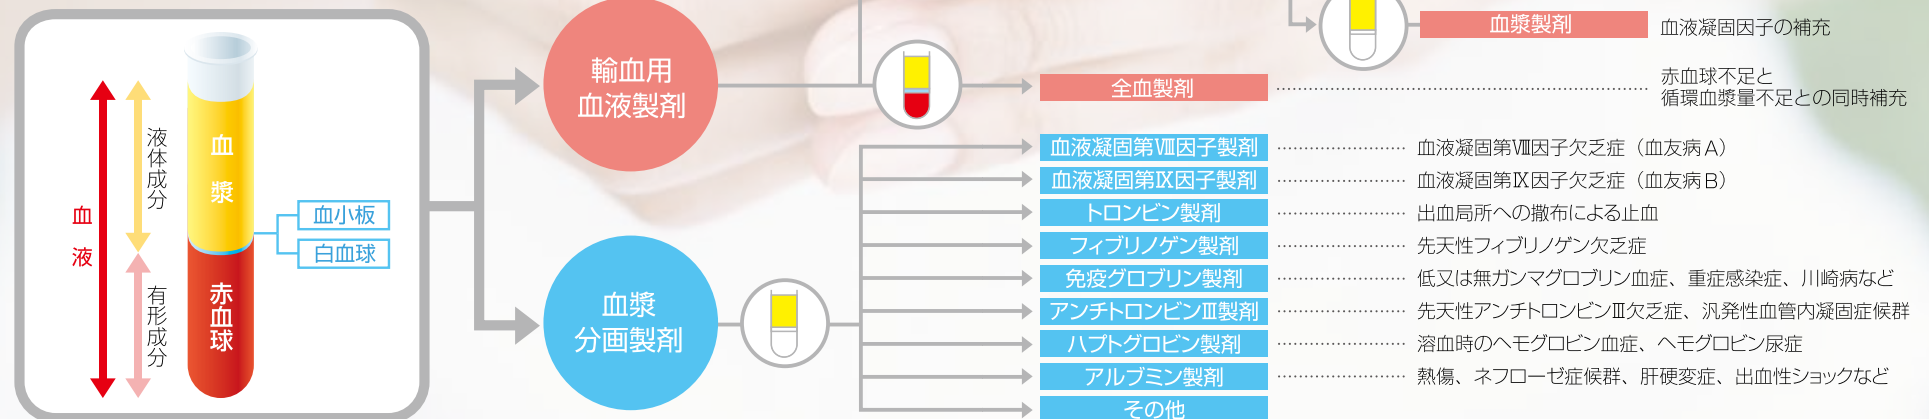 血液
液体成分
有形成分
血漿
赤血球
血小板
白血球
輸血用
血液製剤
血漿
分画製剤
血漿製剤 血液凝固因子の補充
全血製剤 赤血球不足と
循環血漿量不足との同時補充
血液凝固第Ⅷ因子製剤 血液凝固第Ⅷ因子欠乏症（血友病A）
血液凝固第Ⅸ因子製剤 血液凝固第Ⅸ因子欠乏症（血友病B）
トロンビン製剤 出血局所への撒布による止血
フィブリノゲン製剤 先天性フィブリノゲン欠乏症
免疫グロブリン製剤 低又は無ガンマグロブリン血症、重症感染症、川崎病など
アンチトロンビンⅢ製剤 先天性アンチトロンビンⅢ欠乏症、汎発性血管内凝固症候群
ハプトグロビン製剤 溶血時のヘモグロビン血症、ヘモグロビン尿症
アルブミン製剤 熱傷、ネフローゼ症候群、肝硬変症、出血性ショックなど
その他